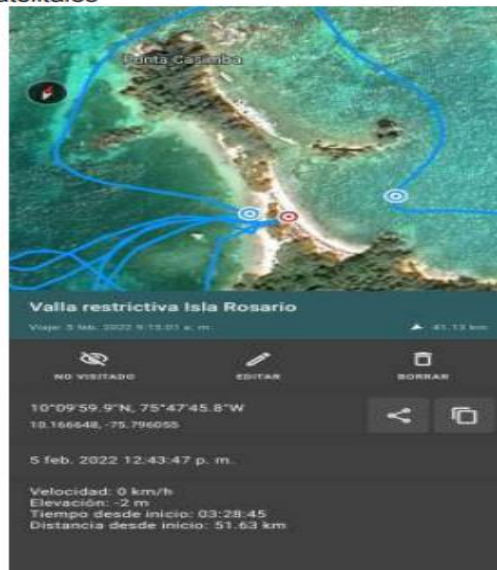 Punta Casimba
Valla restrictiva Isla Rosario
Viaje: 5 feb. 2022 9:15:01 a. m.
41.13 km
NO VISITADO
EDITAR
BORRAR
10°09'59.9"N, 75°47'45.8"W
10.166648, -75.796055
5 feb. 2022 12:43:47 p. m.
Velocidad: 0 km/h
Elevación: -2 m
Tiempo desde inicio: 03:28:45
Distancia desde inicio: 51.63 km